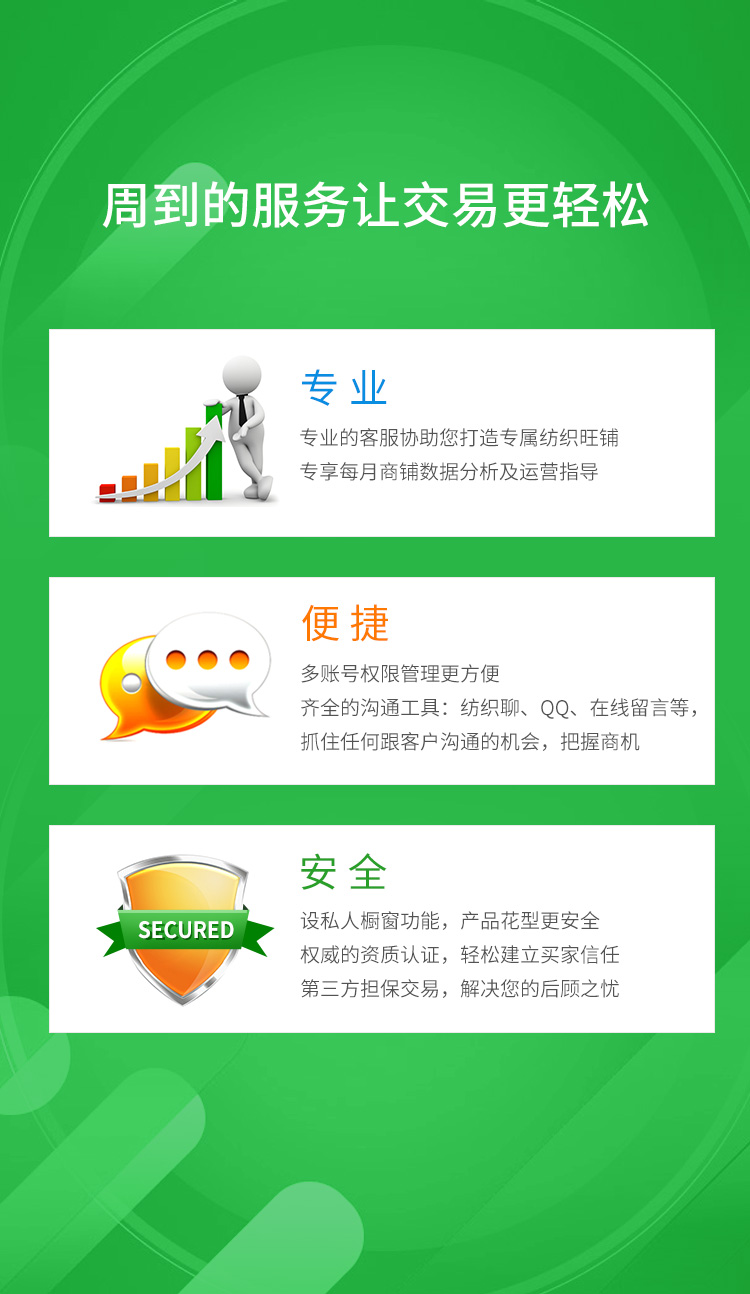 周到的服务让交易更轻松
专 业
专业的客服协助您打造专属纺织旺铺
专享每月商铺数据分析及运营指导
便 捷
多账号权限管理更方便
齐全的沟通工具：纺织聊、QQ、在线留言等，
抓住任何跟客户沟通的机会，把握商机
SECURED
安 全
设私人橱窗功能，产品花型更安全
权威的资质认证，轻松建立买家信任
第三方担保交易，解决您的后顾之忧